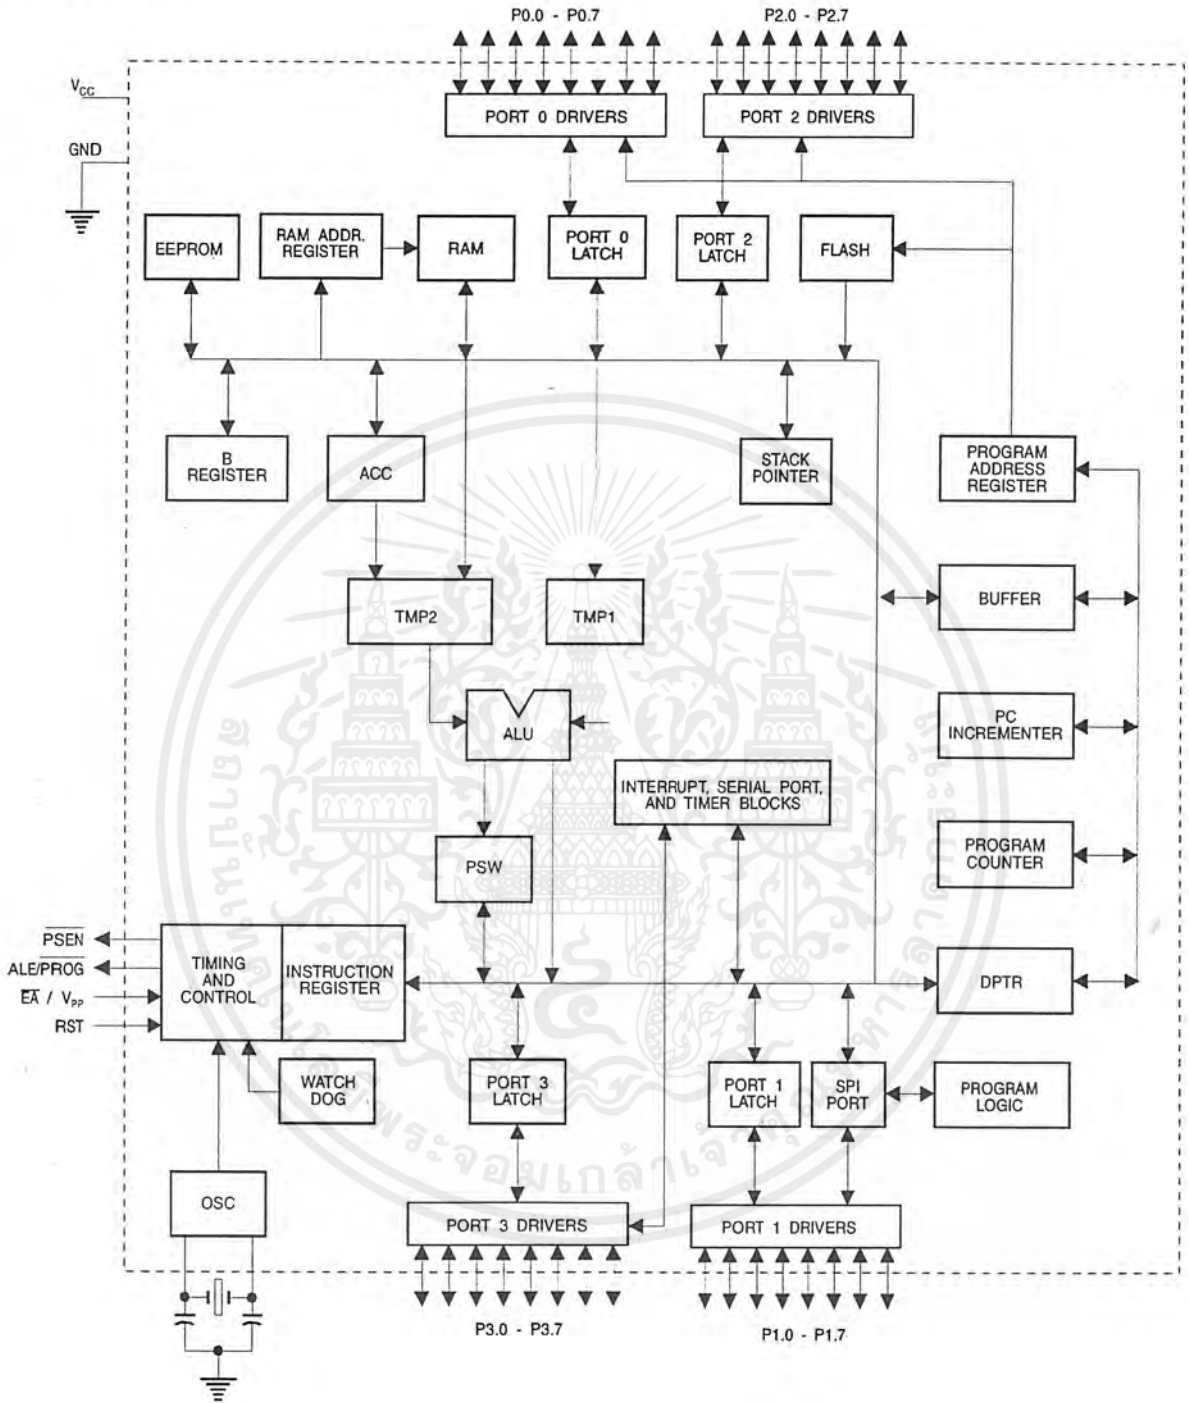 P0.0 - P0.7
P2.0 - P2.7
VCC
GND
PORT 0 DRIVERS
PORT 2 DRIVERS
EEPROM
RAM ADDR.
REGISTER
RAM
PORT 0
LATCH
PORT 2
LATCH
FLASH
B
REGISTER
ACC
STACK
POINTER
PROGRAM
ADDRESS
REGISTER
TMP2
TMP1
BUFFER
ALU
PC
INCREMENTER
INTERRUPT, SERIAL PORT,
AND TIMER BLOCKS
PSW
PROGRAM
COUNTER
PSEN
ALE/PROG
EA / VPP
RST
TIMING
AND
CONTROL
INSTRUCTION
REGISTER
DPTR
WATCH
DOG
PORT 3
LATCH
PORT 1
LATCH
SPI
PORT
PROGRAM
LOGIC
OSC
PORT 3 DRIVERS
PORT 1 DRIVERS
P3.0 - P3.7
P1.0 - P1.7